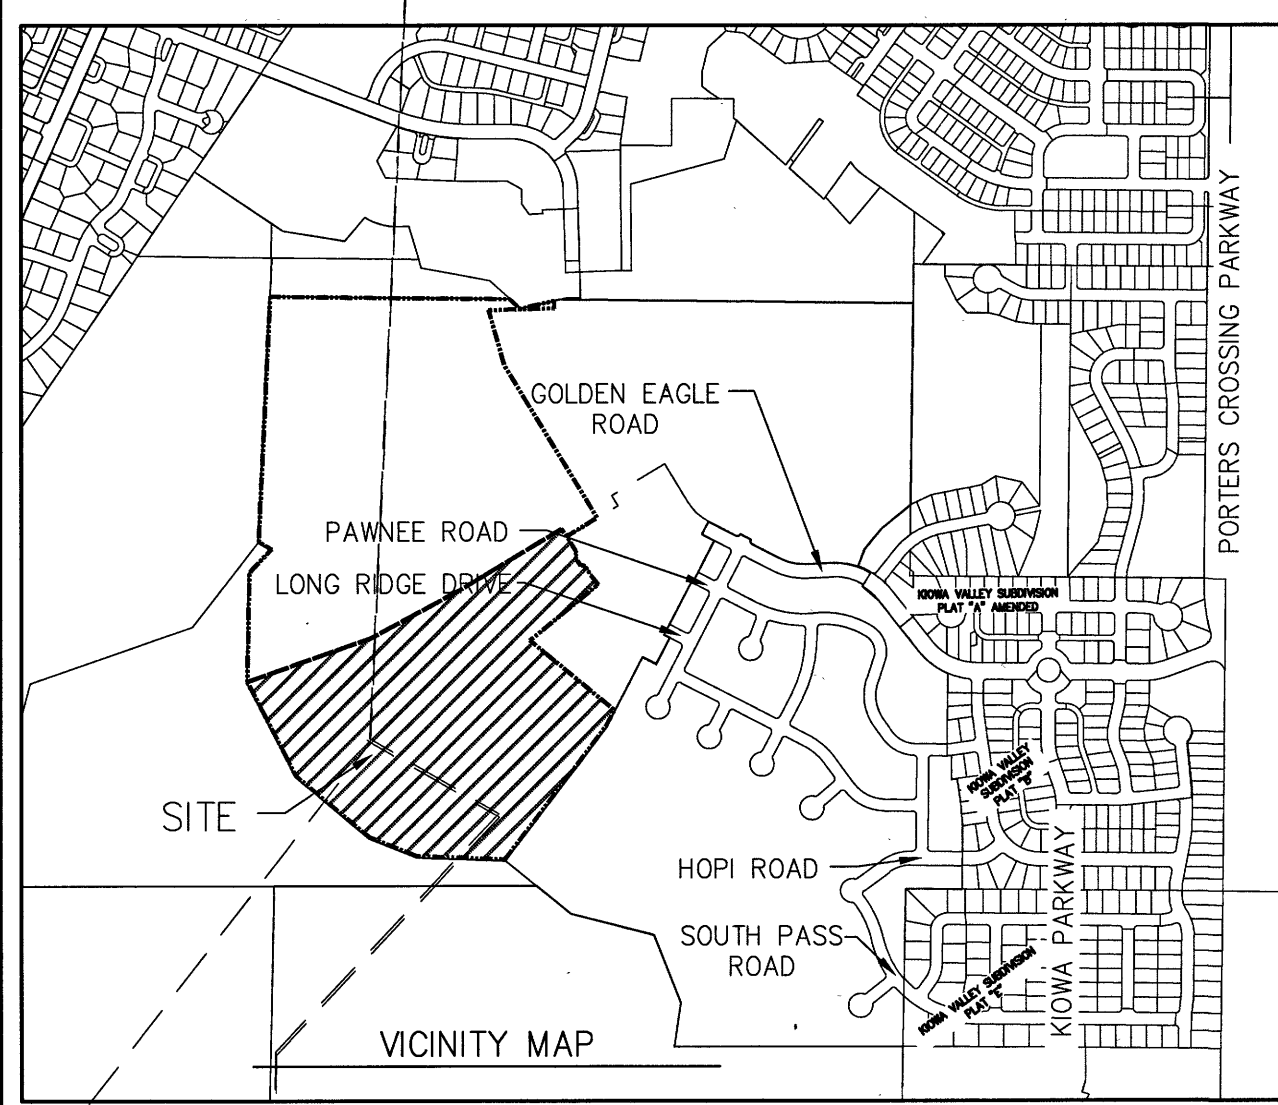 PORTERS CROSSING PARKWAY
GOLDEN EAGLE
ROAD
PAWNEE ROAD
LONG RIDGE DRIVE
KIOWA VALLEY SUBDIVISION
PLAT "A" AMENDED
KIOWA VALLEY
SUBDIVISION
PLAT "B"
SITE
HOPI ROAD
KIOWA PARKWAY
SOUTH PASS
ROAD
KIOWA VALLEY SUBDIVISION
PLAT "E"
VICINITY MAP